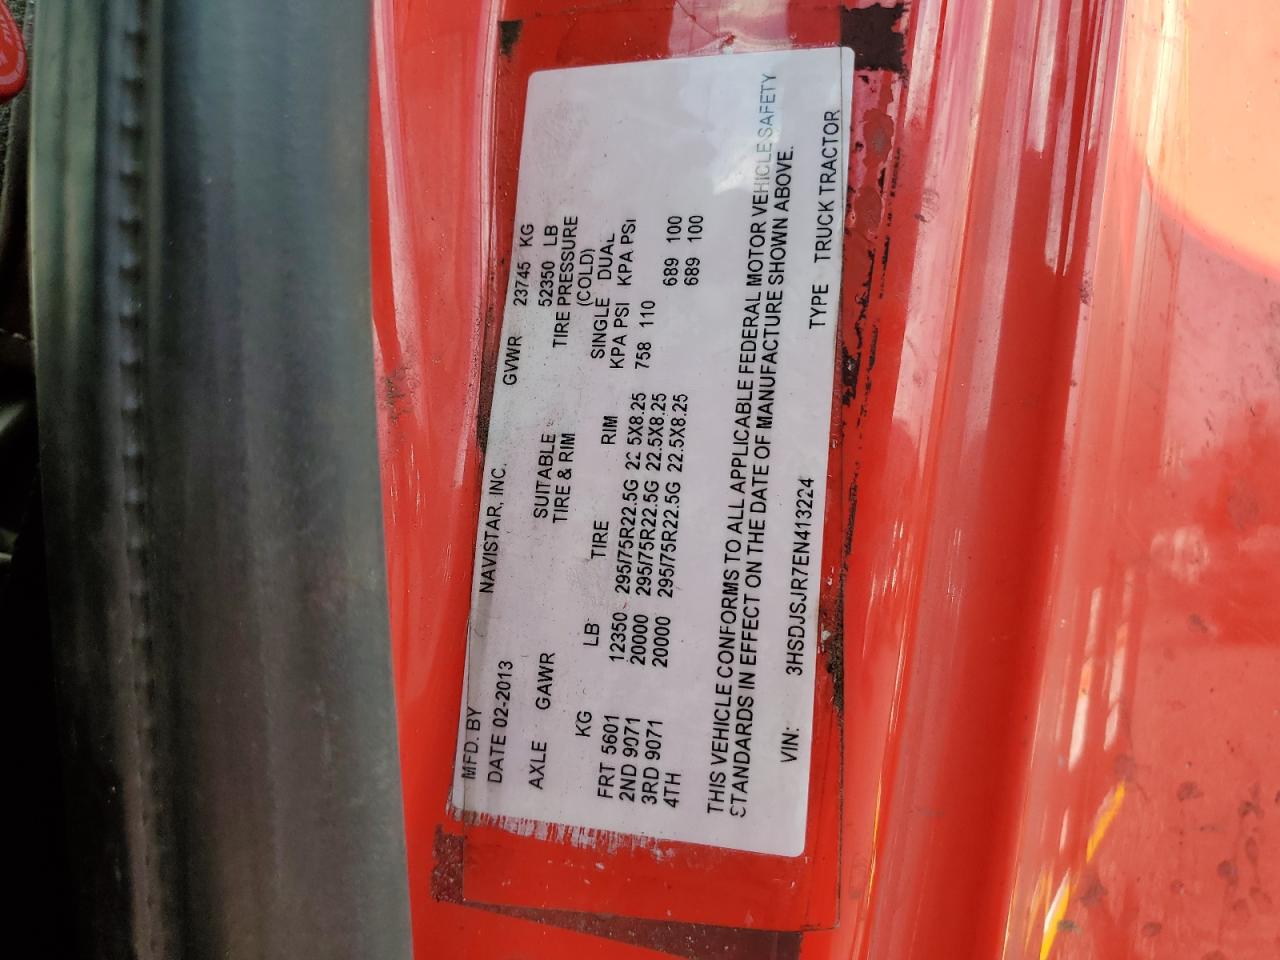 MFD. BY NAVISTAR, INC. GVWR 23745 KG
DATE 02-2013 52350 LB
AXLE GAWR SUITABLE TIRE PRESSURE
TIRE & RIM (COLD)
KG LB TIRE RIM SINGLE DUAL
KPA PSI KPA PSI
FRT 5601 12350 295/75R22.5G 22.5X8.25 758 110
2ND 9071 20000 295/75R22.5G 22.5X8.25 689 100
3RD 9071 20000 295/75R22.5G 22.5X8.25 689 100
4TH
THIS VEHICLE CONFORMS TO ALL APPLICABLE FEDERAL MOTOR VEHICLE SAFETY
STANDARDS IN EFFECT ON THE DATE OF MANUFACTURE SHOWN ABOVE.
VIN: 3HSDJSJR7EN413224 TYPE TRUCK TRACTOR